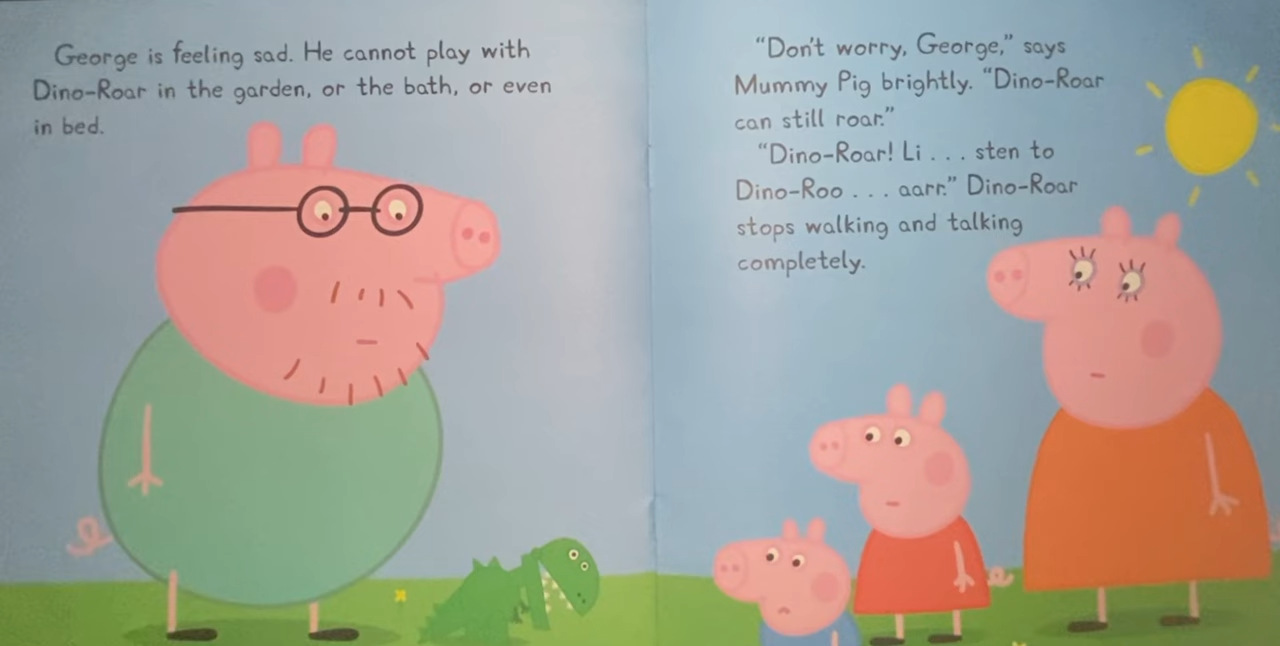 George is feeling sad. He cannot play with
Dino-Roar in the garden, or the bath, or even
in bed.
“Don't worry, George,” says
Mummy Pig brightly. “Dino-Roar
can still roar.”
“Dino-Roar! Li . . . sten to
Dino-Roo . . . aarr.” Dino-Roar
stops walking and talking
completely.